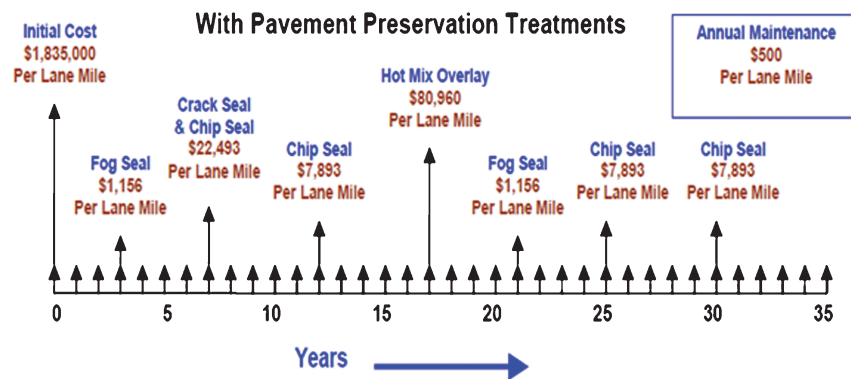 With Pavement Preservation Treatments
Initial Cost
$1,835,000
Per Lane Mile
Annual Maintenance
$500
Per Lane Mile
Hot Mix Overlay
$80,960
Per Lane Mile
Crack Seal
& Chip Seal
$22,493
Per Lane Mile
Fog Seal
$1,156
Per Lane Mile
Chip Seal
$7,893
Per Lane Mile
Fog Seal
$1,156
Per Lane Mile
Chip Seal
$7,893
Per Lane Mile
Chip Seal
$7,893
Per Lane Mile
0 5 10 15 20 25 30 35
Years